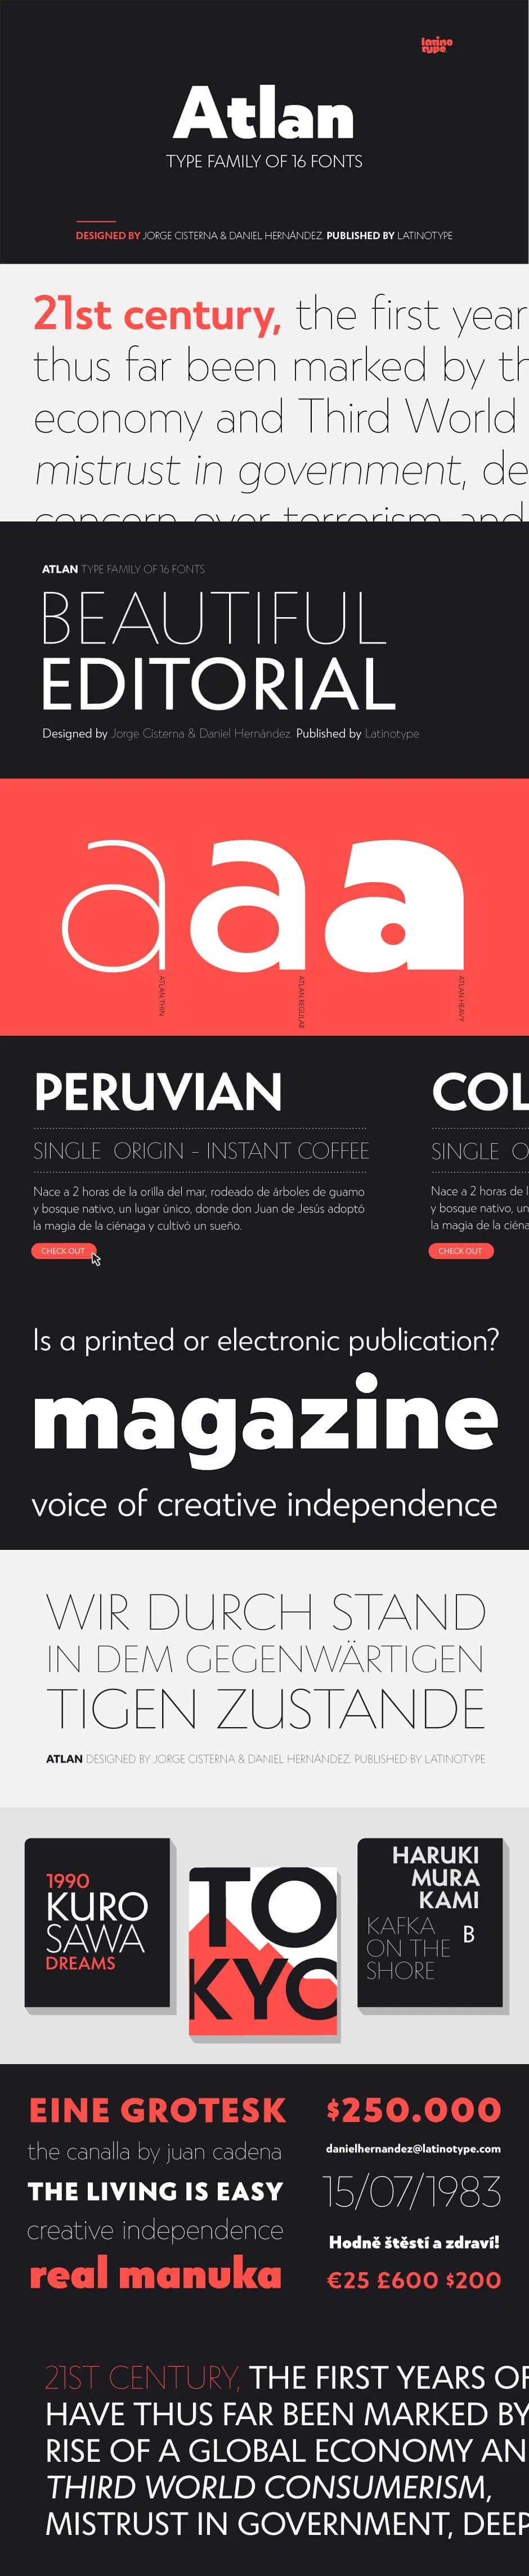 latino
type
Atlan
TYPE FAMILY OF 16 FONTS
DESIGNED BY JORGE CISTERNA & DANIEL HERNÁNDEZ. PUBLISHED BY LATINOTYPE
21st century, the first year
thus far been marked by th
economy and Third World
mistrust in government, de
concern over terrorism and
ATLAN TYPE FAMILY OF 16 FONTS
BEAUTIFUL
EDITORIAL
Designed by Jorge Cisterna & Daniel Hernández. Published by Latinotype
a a a
ATLAN THIN
ATLAN REGULAR
ATLAN HEAVY
PERUVIAN
SINGLE ORIGIN - INSTANT COFFEE
Nace a 2 horas de la orilla del mar, rodeado de árboles de guamo
y bosque nativo, un lugar único, donde don Juan de Jesús adoptó
la magia de la ciénaga y cultivó un sueño.
CHECK OUT
COL
SINGLE O
Nace a 2 horas de l
y bosque nativo, un
la magia de la ciéna
CHECK OUT
Is a printed or electronic publication?
magazine
voice of creative independence
WIR DURCH STAND
IN DEM GEGENWÄRTIGEN
TIGEN ZUSTANDE
ATLAN DESIGNED BY JORGE CISTERNA & DANIEL HERNÁNDEZ. PUBLISHED BY LATINOTYPE
1990
KURO
SAWA
DREAMS
TO
KYO
HARUKI
MURA
KAMI
KAFKA
ON THE
SHORE
B
EINE GROTESK
the canalla by juan cadena
THE LIVING IS EASY
creative independence
real manuka
$250.000
danielhernandez@latinotype.com
15/07/1983
Hodně štěstí a zdraví!
€25 £600 $200
21ST CENTURY, THE FIRST YEARS OF
HAVE THUS FAR BEEN MARKED BY
RISE OF A GLOBAL ECONOMY AN
THIRD WORLD CONSUMERISM,
MISTRUST IN GOVERNMENT, DEEP